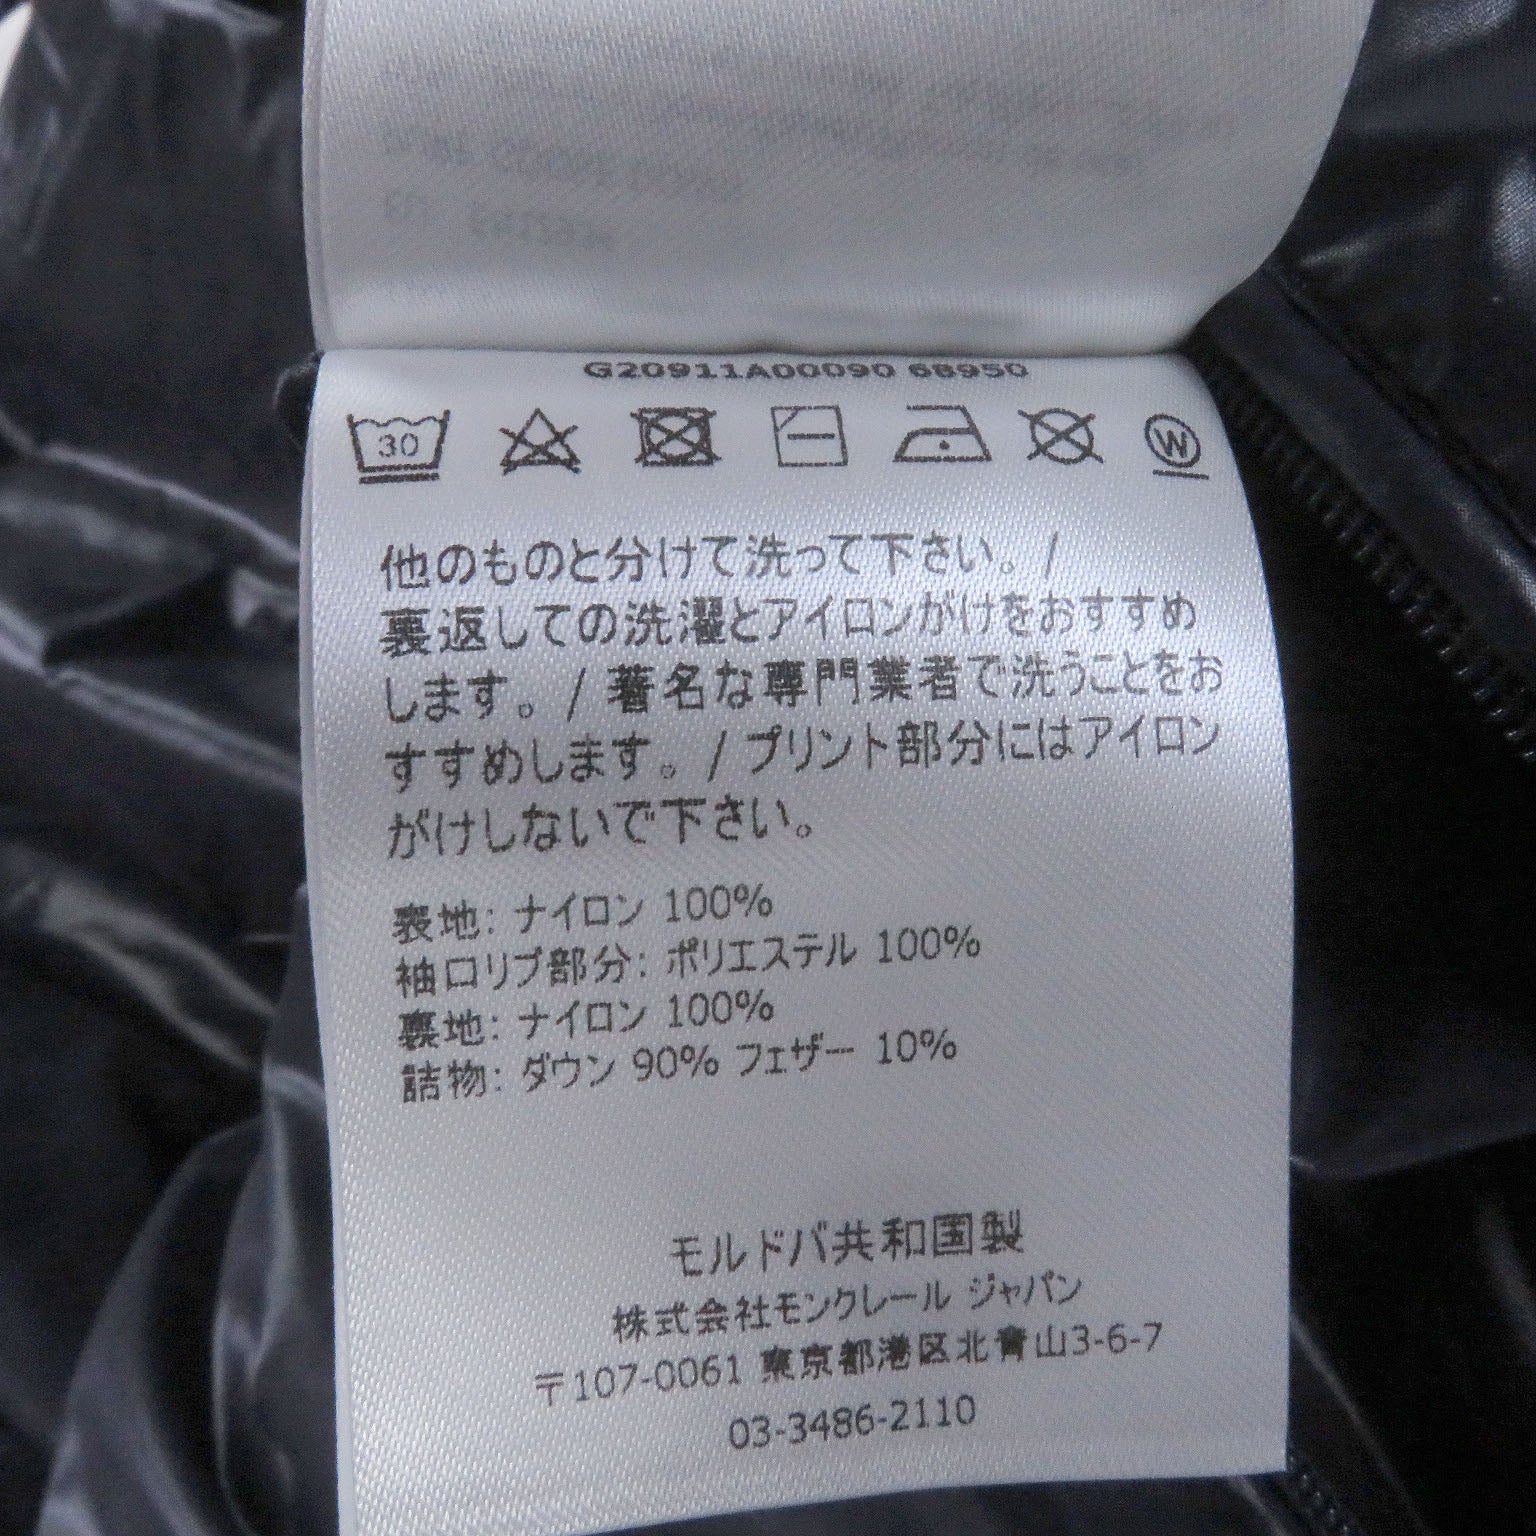 G20911A00090 68950
30
W
他のものと分けて洗って下さい。/
裏返しての洗濯とアイロンがけをおすすめ
します。/ 著名な専門業者で洗うことをお
すすめします。/ プリント部分にはアイロン
がけしないで下さい。
表地: ナイロン 100%
袖口リブ部分: ポリエステル 100%
裏地: ナイロン 100%
詰物: ダウン 90% フェザー 10%
モルドバ共和国製
株式会社モンクレール ジャパン
〒107-0061 東京都港区北青山3-6-7
03-3486-2110